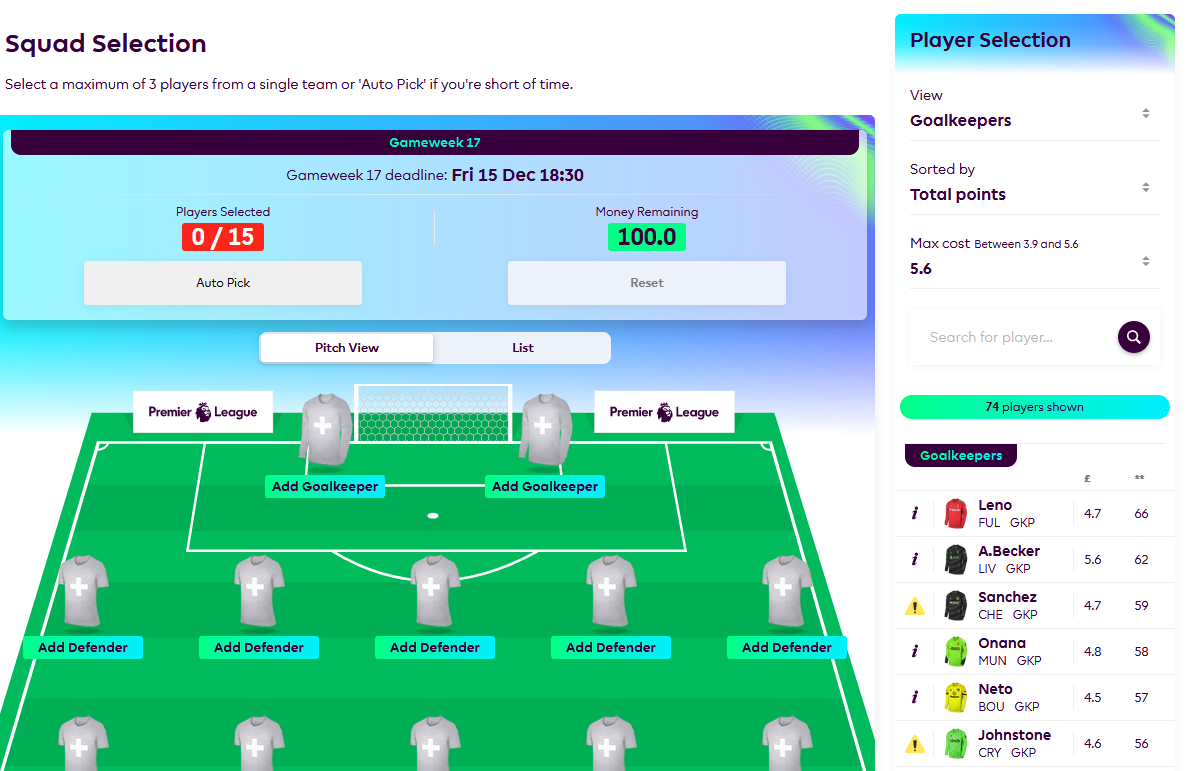 Squad Selection
Select a maximum of 3 players from a single team or 'Auto Pick' if you're short of time.
Gameweek 17
Gameweek 17 deadline: Fri 15 Dec 18:30
Players Selected
0 / 15
Money Remaining
100.0
Auto Pick
Reset
Pitch View
List
Premier League
Premier League
Add Goalkeeper
Add Goalkeeper
Add Defender
Add Defender
Add Defender
Add Defender
Add Defender
Player Selection
View
Goalkeepers
Sorted by
Total points
Max cost Between 3.9 and 5.6
5.6
Search for player...
74 players shown
Goalkeepers
£ **
i Leno 4.7 66
FUL GKP
i A.Becker 5.6 62
LIV GKP
Sanchez 4.7 59
CHE GKP
i Onana 4.8 58
MUN GKP
i Neto 4.5 57
BOU GKP
Johnstone 4.6 56
CRY GKP